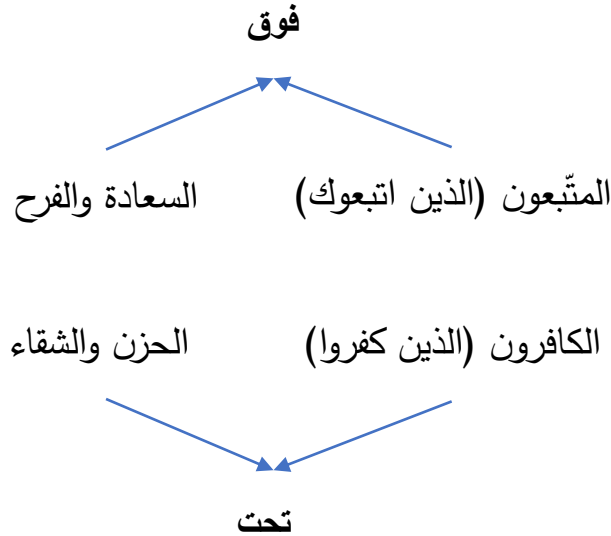 فوق
المتّبعون (الذين اتبعوك) السعادة والفرح
الكافرون (الذين كفروا) الحزن والشقاء
تحت